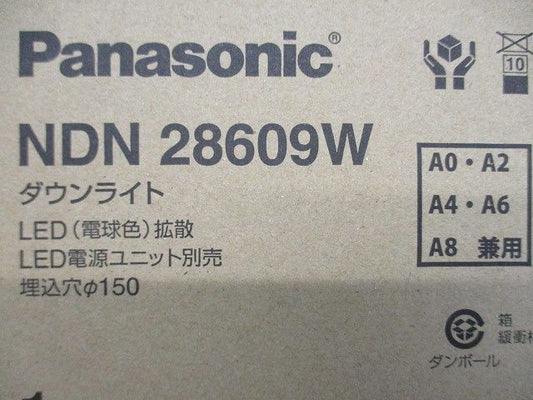 Panasonic®
NDN 28609W
ダウンライト
LED(電球色)拡散
LED電源ユニット別売
埋込穴φ150
10
A0・A2
A4・A6
A8 兼用
箱
緩衝材
ダンボール